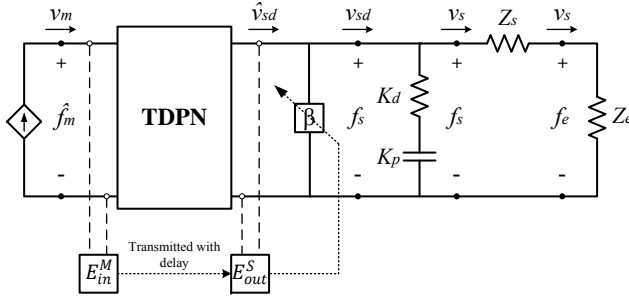 v_m
v̂_sd
v_sd
v_s
Z_s
v_s
+
+
+
+
f̂_m
TDPN
β
f_s
K_d
K_p
f_s
f_e
Z_e
-
-
-
-
E_in^M
Transmitted with
delay
E_out^S